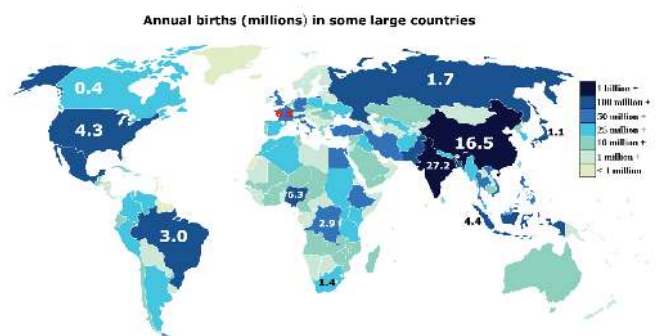 Annual births (millions) in some large countries
0.4
1.7
4.3
16.5
1.1
27.2
6.3
2.9
4.4
3.0
1.4
1 billion +
100 million +
50 million +
25 million +
10 million +
1 million +
< 1 million